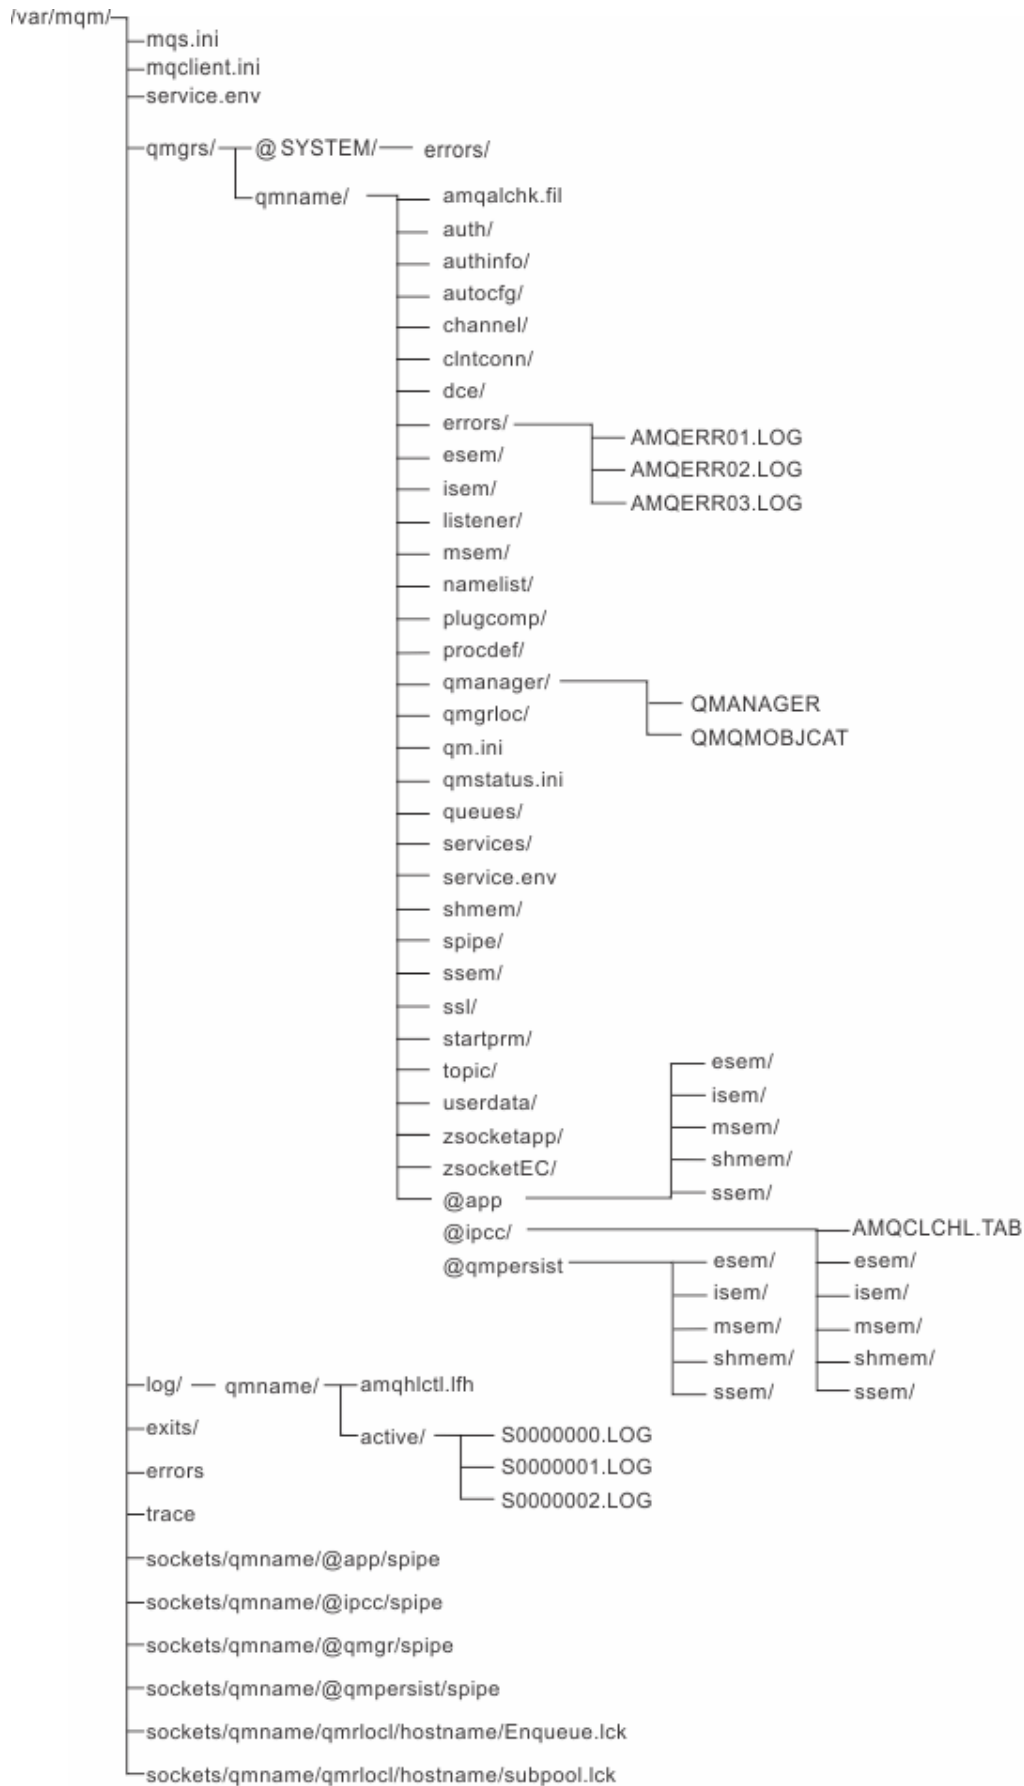 /var/mqm/
mqs.ini
mqclient.ini
service.env
qmgrs/ @SYSTEM/ errors/
qmname/ amqalchk.fil
auth/
authinfo/
autocfg/
channel/
clntconn/
dce/
errors/
AMQERR01.LOG
esem/
AMQERR02.LOG
isem/
AMQERR03.LOG
listener/
msem/
namelist/
plugcomp/
procdef/
qmanager/
QMANAGER
qmgrloc/
QMQMOBJCAT
qm.ini
qmstatus.ini
queues/
services/
service.env
shmem/
spipe/
ssem/
ssl/
startprm/
esem/
topic/
isem/
userdata/
msem/
zsocketapp/
shmem/
zsocketEC/
ssem/
@app
@ipcc/ AMQCLCHL.TAB
@qmpersist esem/ esem/
isem/ isem/
msem/ msem/
shmem/ shmem/
ssem/ ssem/
log/ qmname/ amqhlctl.lfh
exits/
active/ S0000000.LOG
S0000001.LOG
errors
S0000002.LOG
trace
sockets/qmname/@app/spipe
sockets/qmname/@ipcc/spipe
sockets/qmname/@qmgr/spipe
sockets/qmname/@qmpersist/spipe
sockets/qmname/qmrlocl/hostname/Enqueue.lck
sockets/qmname/qmrlocl/hostname/subpool.lck